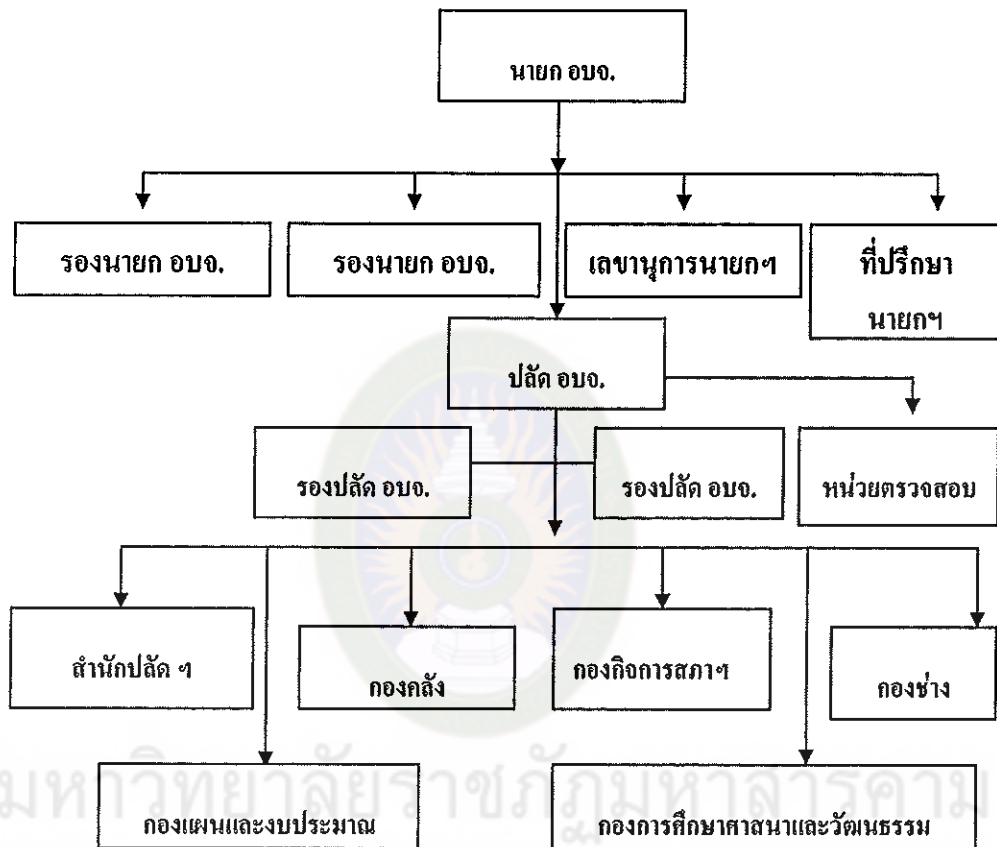 นายก อบจ.
รองนายก อบจ.
รองนายก อบจ.
เลขานุการนายกฯ
ที่ปรึกษา
นายกฯ
ปลัด อบจ.
รองปลัด อบจ.
รองปลัด อบจ.
หน่วยตรวจสอบ
สำนักปลัด ฯ
กองคลัง
กองกิจการสภาฯ
กองช่าง
มหาวิทยาลัยราชภัฏมหาสารคาม
กองแผนและงบประมาณ
กองการศึกษาศาสนาและวัฒนธรรม